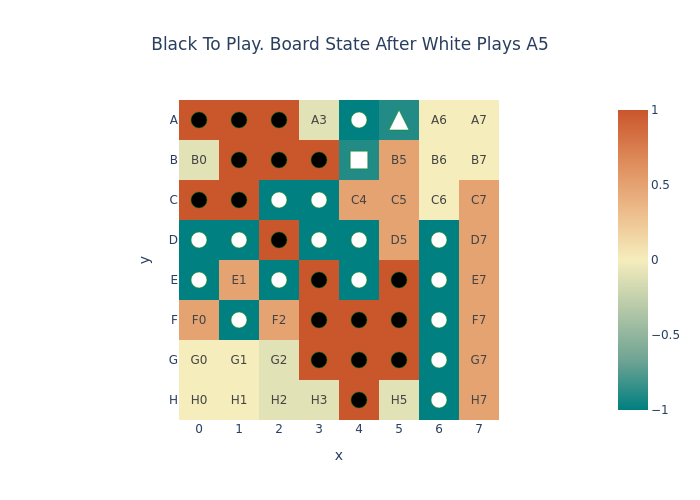 Black To Play. Board State After White Plays A5
A A3 A6 A7
B B0 B5 B6 B7
C C4 C5 C6 C7
D D5 D7
E E1 E7
F F0 F2 F7
G G0 G1 G2 G7
H H0 H1 H2 H3 H5 H7
0 1 2 3 4 5 6 7
x
y
1
0.5
0
−0.5
−1